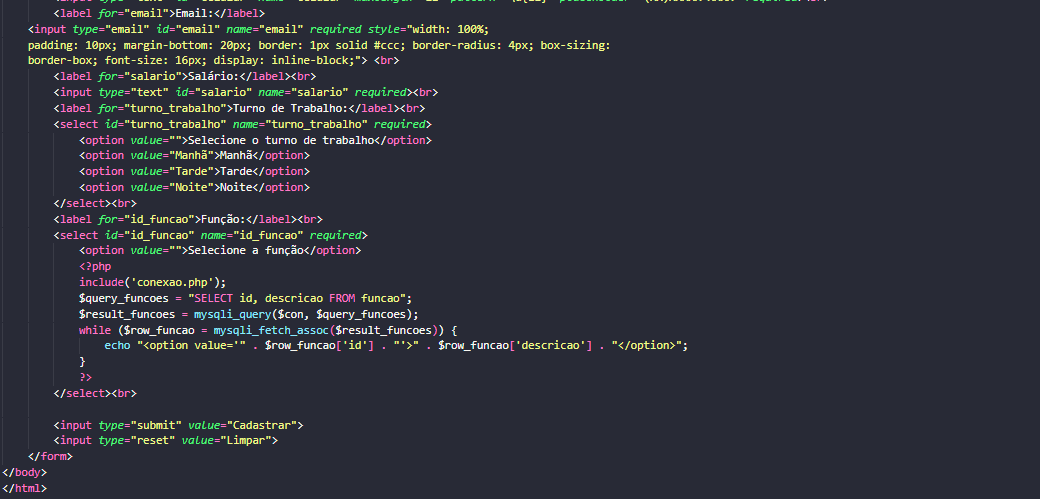 <label for="email">Email:</label>
<input type="email" id="email" name="email" required style="width: 100%;
padding: 10px; margin-bottom: 20px; border: 1px solid #ccc; border-radius: 4px; box-sizing:
border-box; font-size: 16px; display: inline-block;"> <br>
<label for="salario">Salário:</label><br>
<input type="text" id="salario" name="salario" required><br>
<label for="turno_trabalho">Turno de Trabalho:</label><br>
<select id="turno_trabalho" name="turno_trabalho" required>
<option value="">Selecione o turno de trabalho</option>
<option value="Manhã">Manhã</option>
<option value="Tarde">Tarde</option>
<option value="Noite">Noite</option>
</select><br>
<label for="id_funcao">Função:</label><br>
<select id="id_funcao" name="id_funcao" required>
<option value="">Selecione a função</option>
<?php
include('conexao.php');
$query_funcoes = "SELECT id, descricao FROM funcao";
$result_funcoes = mysqli_query($con, $query_funcoes);
while ($row_funcao = mysqli_fetch_assoc($result_funcoes)) {
echo "<option value='" . $row_funcao['id'] . "'>" . $row_funcao['descricao'] . "</option>";
}
?>
</select><br>
<input type="submit" value="Cadastrar">
<input type="reset" value="Limpar">
</form>
</body>
</html>